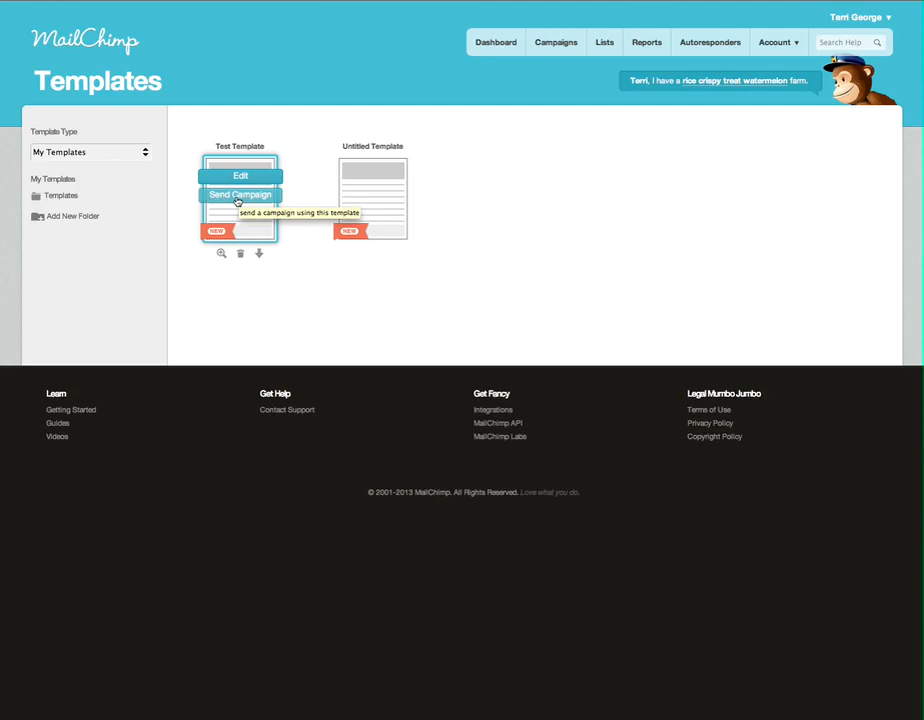 Terri George ▼
MailChimp
Dashboard
Campaigns
Lists
Reports
Autoresponders
Account ▼
Search Help
Templates
Terri, I have a rice crispy treat watermelon farm.
Template Type
My Templates
My Templates
Templates
Add New Folder
Test Template
Edit
Send Campaign
send a campaign using this template
NEW
Untitled Template
NEW
Learn
Getting Started
Guides
Videos
Get Help
Contact Support
Get Fancy
Integrations
MailChimp API
MailChimp Labs
Legal Mumbo Jumbo
Terms of Use
Privacy Policy
Copyright Policy
© 2001-2013 MailChimp. All Rights Reserved. Love what you do.